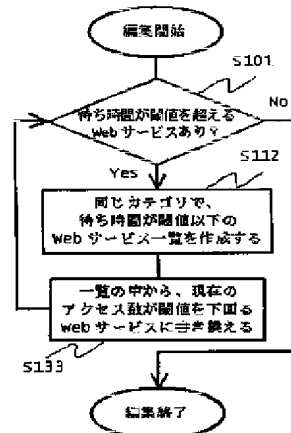 編集開始
S101
待ち時間が閾値を超える
Webサービスあり?
No
Yes
S112
同じカテゴリで、
待ち時間が閾値以下の
Webサービス一覧を作成する
一覧の中から、現在の
アクセス数が閾値を下回る
Webサービスに書き換える
S133
編集終了